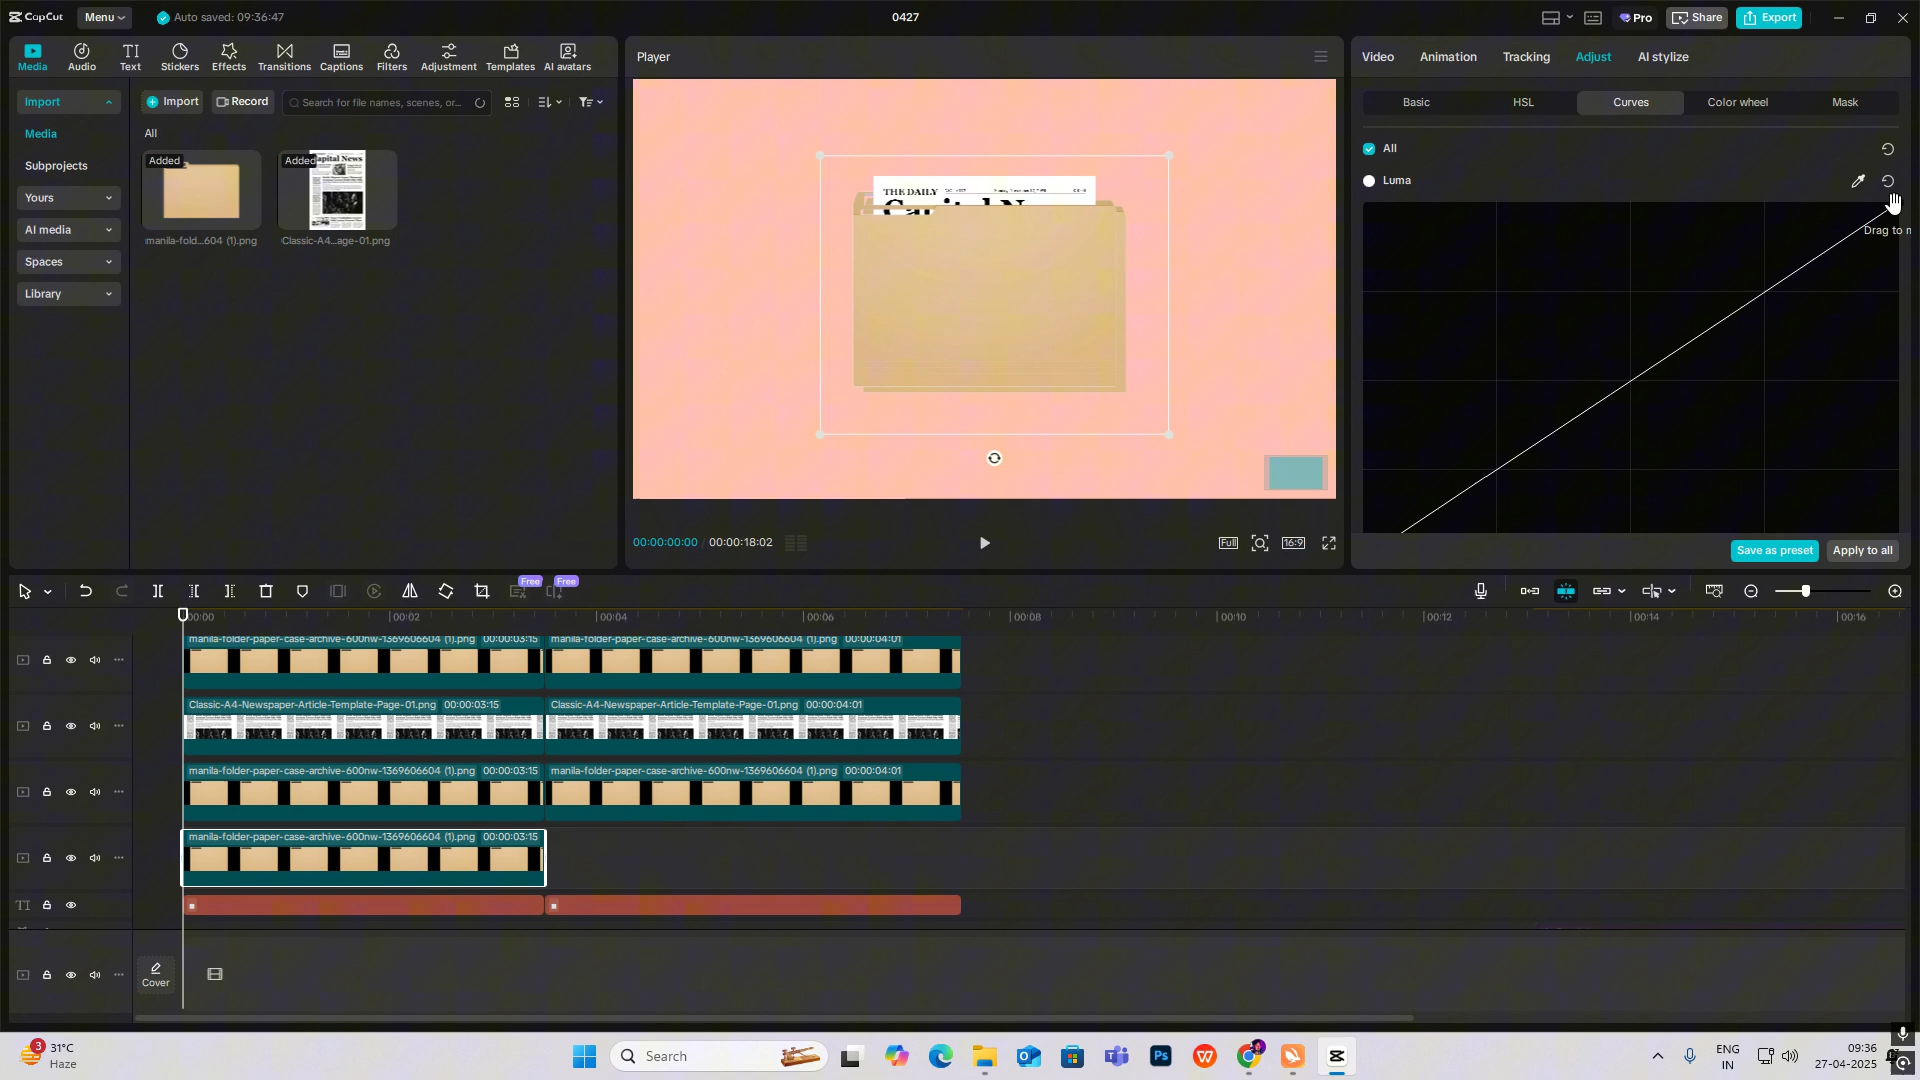 CapCut
Menu
Auto saved: 09:36:47
0427
Pro
Share
Export
Media
Audio
Text
Stickers
Effects
Transitions
Captions
Filters
Adjustment
Templates
AI avatars
Player
Video
Animation
Tracking
Adjust
AI stylize
Import
Import
Record
Search for file names, scenes, or...
Basic
HSL
Curves
Color wheel
Mask
Media
All
All
Subprojects
Added
Added
Capital News
Luma
Yours
THE DAILY
AI media
manila-fold...604 (1).png
Classic-A4...age-01.png
Drag to m
Spaces
Library
00:00:00:00 / 00:00:18:02
Full
16:9
Save as preset
Apply to all
Free
Free
00:00
00:02
00:04
00:06
00:08
00:10
00:12
00:14
00:16
manila-folder-paper-case-archive-600nw-1369606604 (1).png 00:00:03:15
manila-folder-paper-case-archive-600nw-1369606604 (1).png 00:00:04:01
Classic-A4-Newspaper-Article-Template-Page-01.png 00:00:03:15
Classic-A4-Newspaper-Article-Template-Page-01.png 00:00:04:01
manila-folder-paper-case-archive-600nw-1369606604 (1).png 00:00:03:15
manila-folder-paper-case-archive-600nw-1369606604 (1).png 00:00:04:01
manila-folder-paper-case-archive-600nw-1369606604 (1).png 00:00:03:15
TI
Cover
3
31°C
Haze
Search
Ps
W
ENG
IN
09:36
27-04-2025